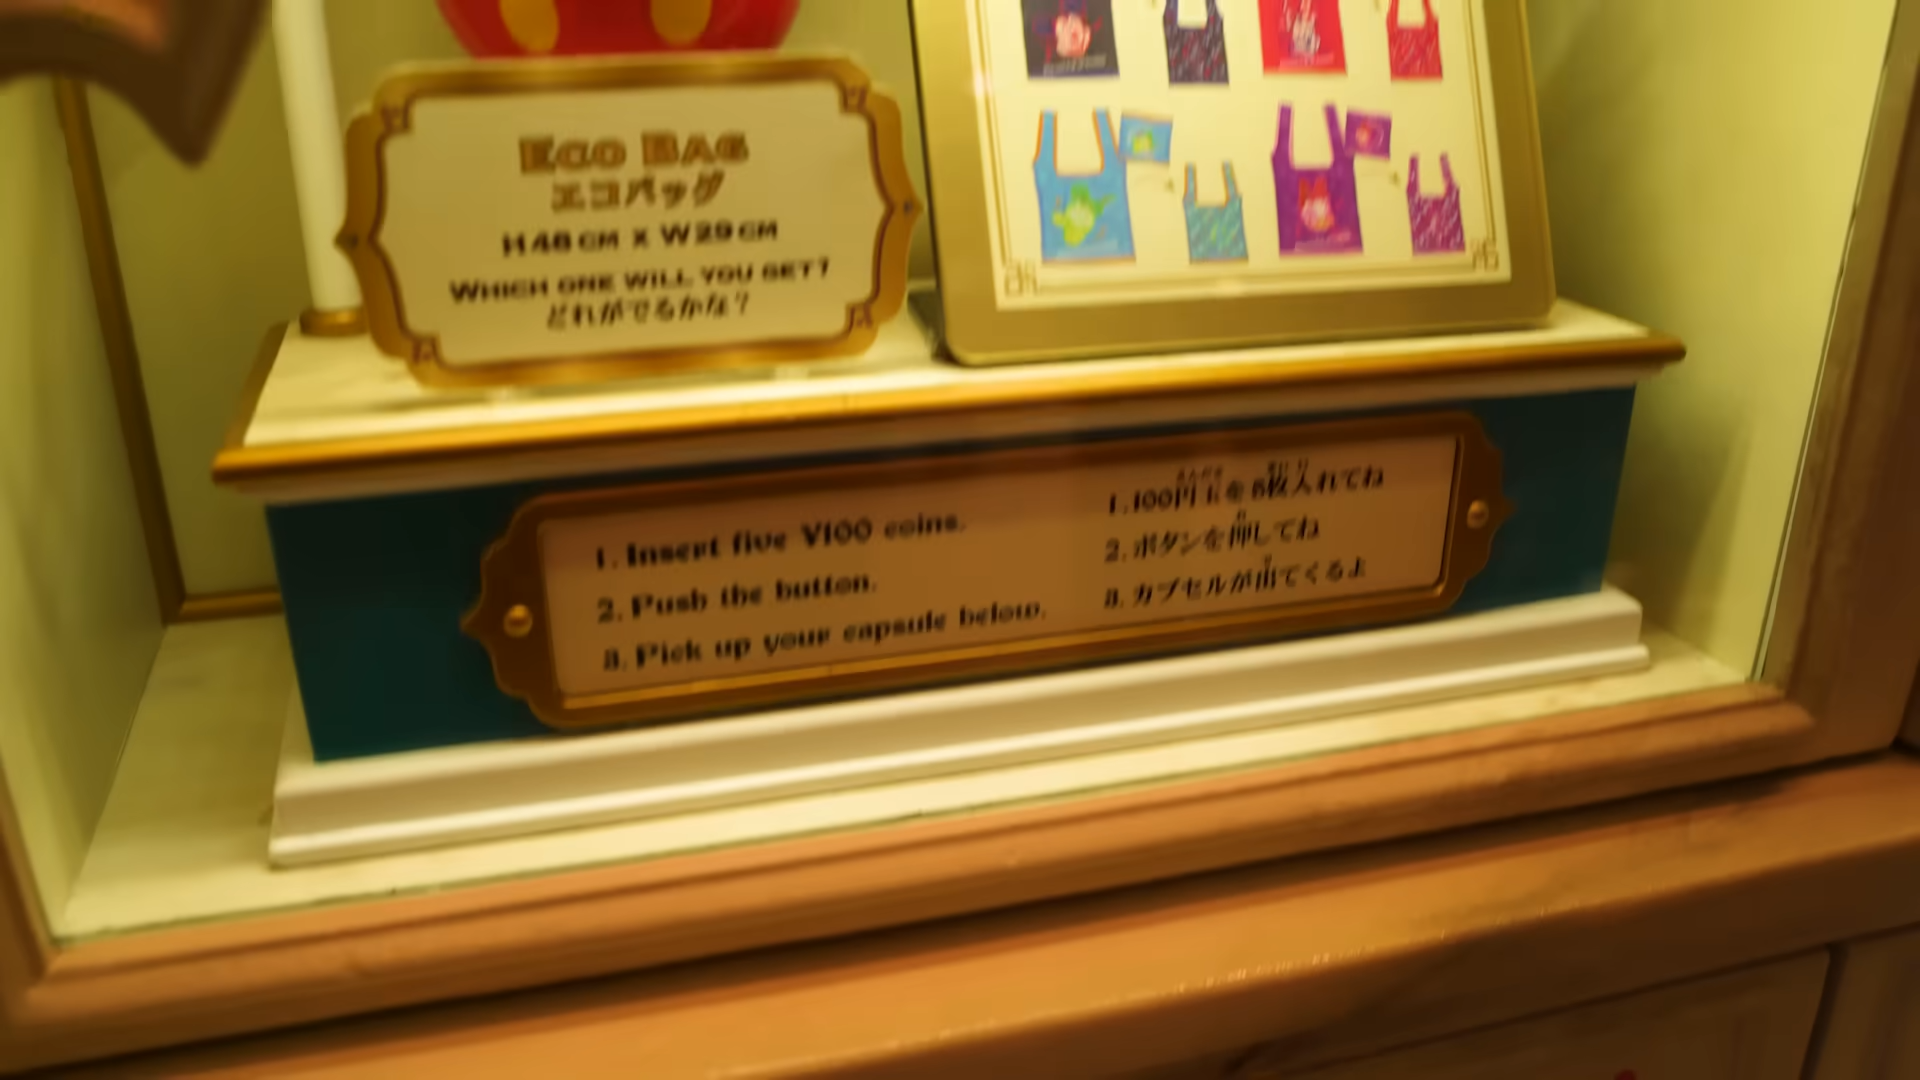 ECO BAG
エコバッグ
H48CM X W29CM
WHICH ONE WILL YOU GET?
どれがでるかな?
1. Insert five ¥100 coins.
2. Push the button.
3. Pick up your capsule below.
1. 100円玉を5枚入れてね
2. ボタンを押してね
3. カプセルが出てくるよ